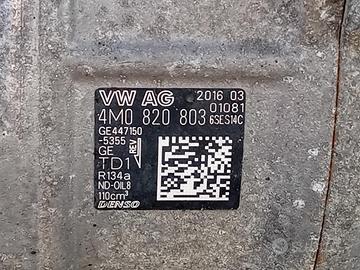 VW AG 2016 03
01081
4M0 820 803 6SES14C
GE447150
-5355
GE REV
TD1
R134a
ND-OIL8
110cm³
DENSO
subito